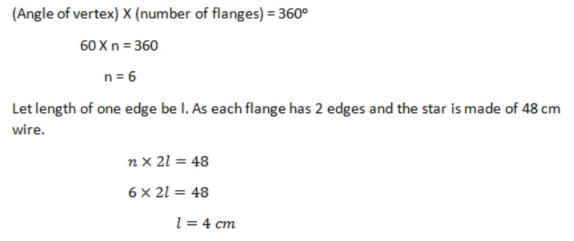 (Angle of vertex) X (number of flanges) = 360°
60 X n = 360
n = 6
Let length of one edge be l. As each flange has 2 edges and the star is made of 48 cm
wire.
n × 2l = 48
6 × 2l = 48
l = 4 cm